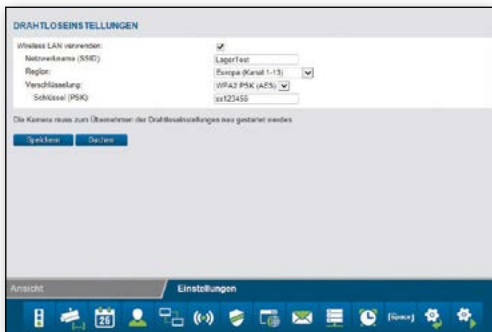 DRAHTLOSEINSTELLUNGEN
Wireless LAN verwenden:
Netzwerkname (SSID): LagerTest
Region: Europa (Kanal 1-13)
Verschlüsselung: WPA2 PSK (AES)
Schlüssel (PSK): xx123456
Die Kamera muss zum Übernehmen der Drahtloseinstellungen neu gestartet werden
Speichern Suchen
Ansicht Einstellungen
26